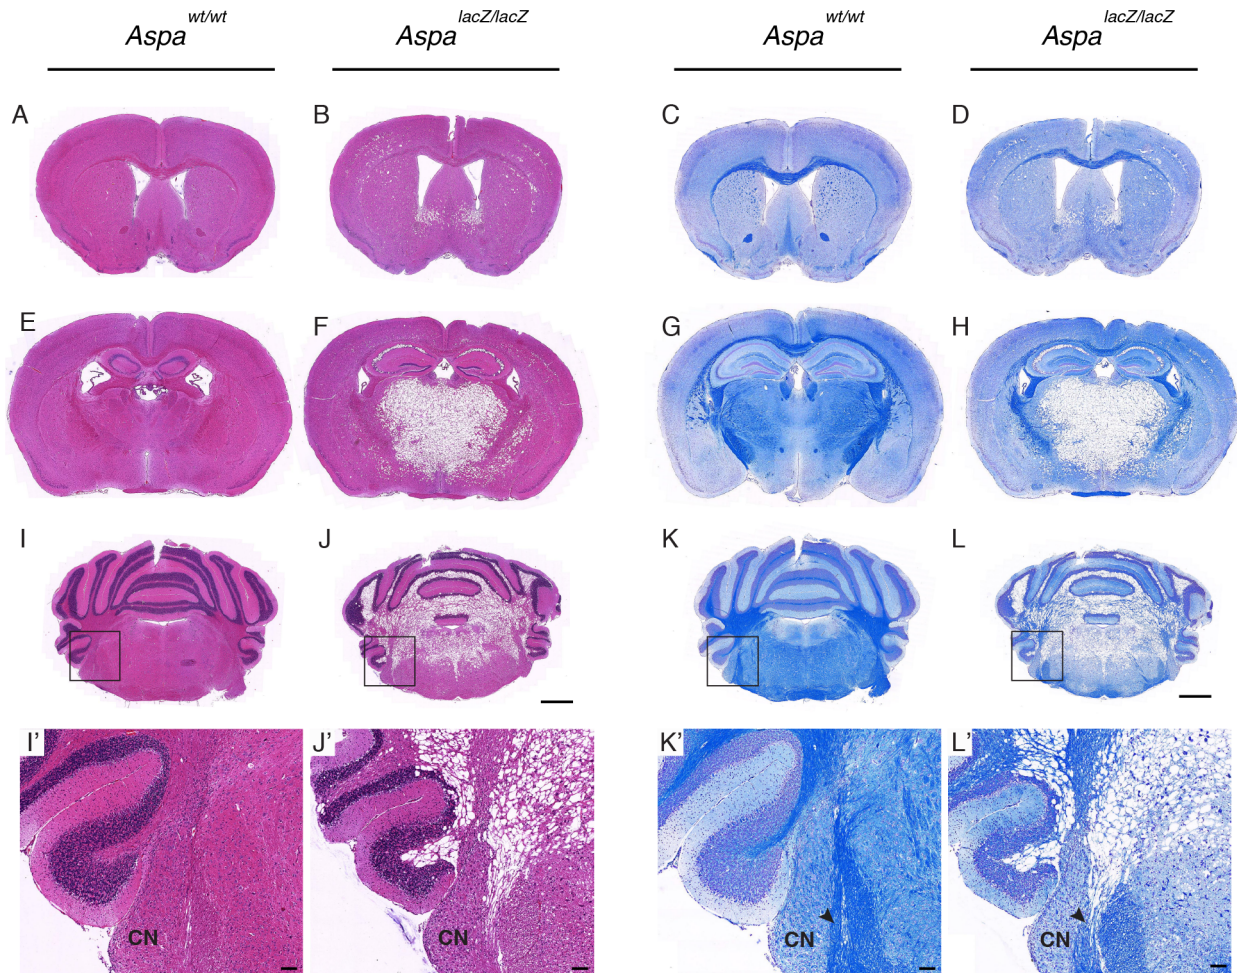 Aspa wt/wt Aspa lacZ/lacZ Aspa wt/wt Aspa lacZ/lacZ
A B C D
E F G H
I J K L
I' J' K' L'
CN CN CN CN